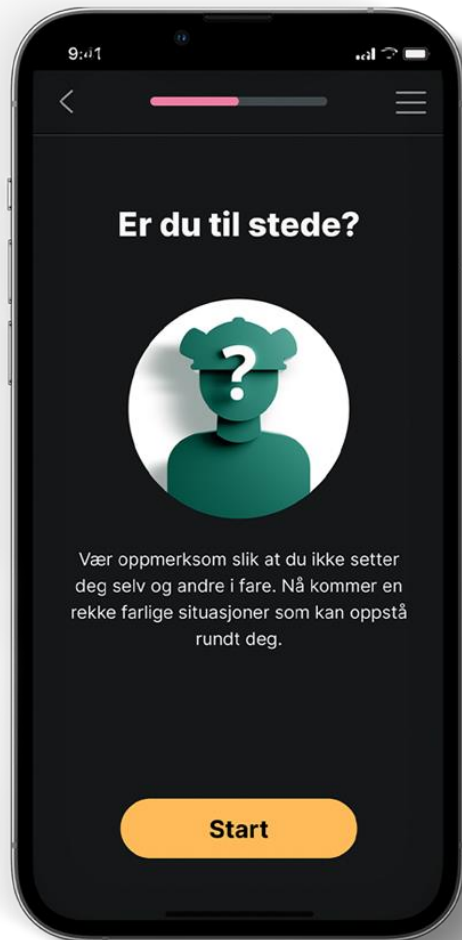 9:41
Er du til stede?
?
Vær oppmerksom slik at du ikke setter
deg selv og andre i fare. Nå kommer en
rekke farlige situasjoner som kan oppstå
rundt deg.
Start